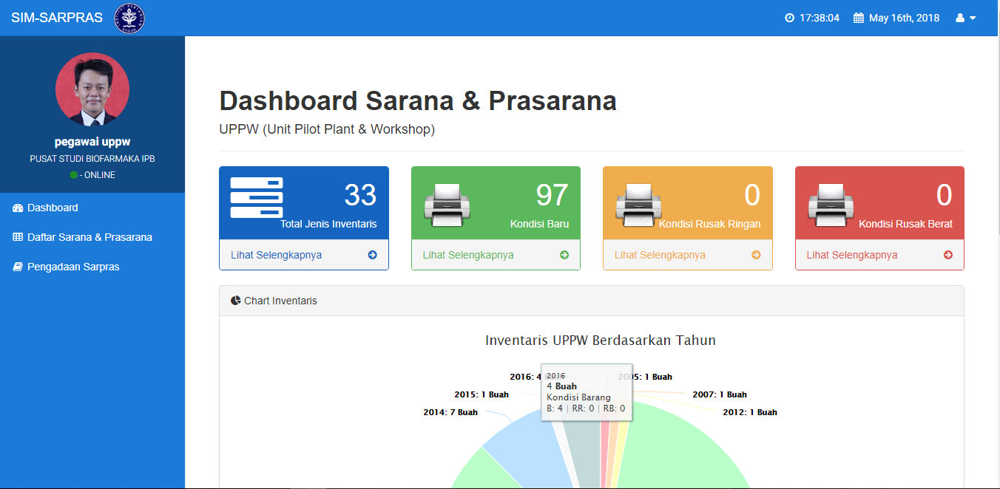 SIM-SARPRAS
INSTITUT PERTANIAN
BOGOR
17:38:04
May 16th, 2018
pegawai uppw
PUSAT STUDI BIOFARMAKA IPB
- ONLINE
Dashboard
Daftar Sarana & Prasarana
Pengadaan Sarpras
Dashboard Sarana & Prasarana
UPPW (Unit Pilot Plant & Workshop)
33
Total Jenis Inventaris
Lihat Selengkapnya
97
Kondisi Baru
Lihat Selengkapnya
0
Kondisi Rusak Ringan
Lihat Selengkapnya
0
Kondisi Rusak Berat
Lihat Selengkapnya
Chart Inventaris
Inventaris UPPW Berdasarkan Tahun
2016: 4 Buah
2005: 1 Buah
2015: 1 Buah
2007: 1 Buah
2014: 7 Buah
2012: 1 Buah
2016
4 Buah
Kondisi Barang
B: 4 | RR: 0 | RB: 0